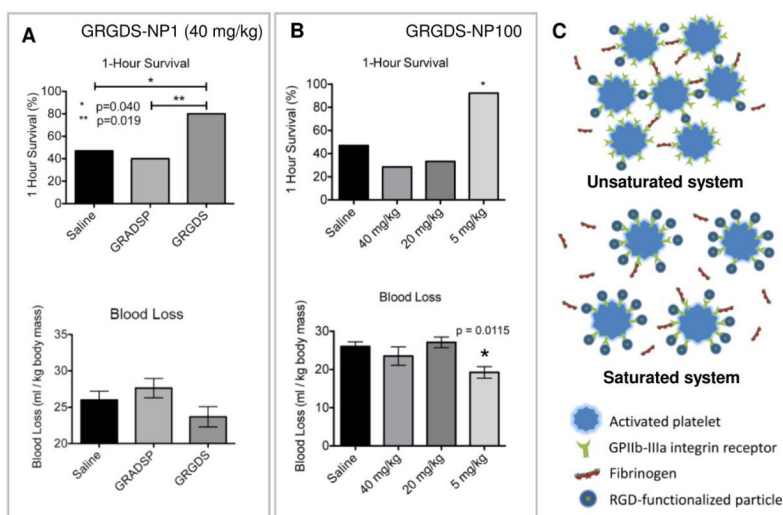 A
GRGDS-NP1 (40 mg/kg)
1-Hour Survival
1 Hour Survival (%)
100
80
60
40
20
0
*
**
* p=0.040
** p=0.019
Saline
GRADSP
GRGDS
Blood Loss
Blood Loss (ml / kg body mass)
35
30
25
20
Saline
GRADSP
GRGDS
B
GRGDS-NP100
1-Hour Survival
1 Hour Survival (%)
100
80
60
40
20
0
*
Saline
40 mg/kg
20 mg/kg
5 mg/kg
Blood Loss
Blood Loss (ml / kg body mass)
30
20
10
0
p = 0.0115
*
Saline
40 mg/kg
20 mg/kg
5 mg/kg
C
Unsaturated system
Saturated system
Activated platelet
GPIIb-IIIa integrin receptor
Fibrinogen
RGD-functionalized particle